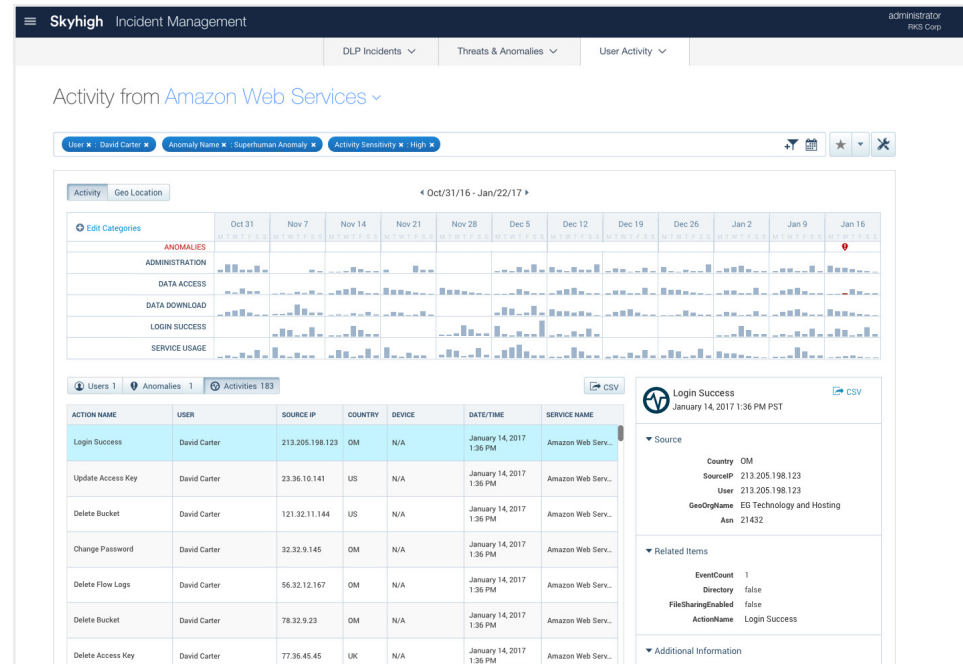 Skyhigh Incident Management
administrator
RKS Corp
DLP Incidents
Threats & Anomalies
User Activity
Activity from Amazon Web Services
User × : David Carter ×
Anomaly Name × : Superhuman Anomaly ×
Activity Sensitivity × : High ×
Activity
Geo Location
Oct/31/16 - Jan/22/17
Edit Categories
Oct 31 Nov 7 Nov 14 Nov 21 Nov 28 Dec 5 Dec 12 Dec 19 Dec 26 Jan 2 Jan 9 Jan 16
M T W T F S S M T W T F S S M T W T F S S M T W T F S S M T W T F S S M T W T F S S M T W T F S S M T W T F S S M T W T F S S M T W T F S S M T W T F S S M T W T F S S
ANOMALIES
ADMINISTRATION
DATA ACCESS
DATA DOWNLOAD
LOGIN SUCCESS
SERVICE USAGE
Users 1
Anomalies 1
Activities 183
CSV
ACTION NAME USER SOURCE IP COUNTRY DEVICE DATE/TIME SERVICE NAME
Login Success David Carter 213.205.198.123 OM N/A January 14, 2017 1:36 PM Amazon Web Serv...
Update Access Key David Carter 23.36.10.141 US N/A January 14, 2017 1:36 PM Amazon Web Serv...
Delete Bucket David Carter 121.32.11.144 US N/A January 14, 2017 1:36 PM Amazon Web Serv...
Change Password David Carter 32.32.9.145 OM N/A January 14, 2017 1:36 PM Amazon Web Serv...
Delete Flow Logs David Carter 56.32.12.167 OM N/A January 14, 2017 1:36 PM Amazon Web Serv...
Delete Bucket David Carter 78.32.9.23 OM N/A January 14, 2017 1:36 PM Amazon Web Serv...
Delete Access Key David Carter 77.36.45.45 UK N/A January 14, 2017 1:36 PM Amazon Web Serv...
Login Success
January 14, 2017 1:36 PM PST
CSV
Source
Country OM
SourceIP 213.205.198.123
User 213.205.198.123
GeoOrgName EG Technology and Hosting
Asn 21432
Related Items
EventCount 1
Directory false
FileSharingEnabled false
ActionName Login Success
Additional Information